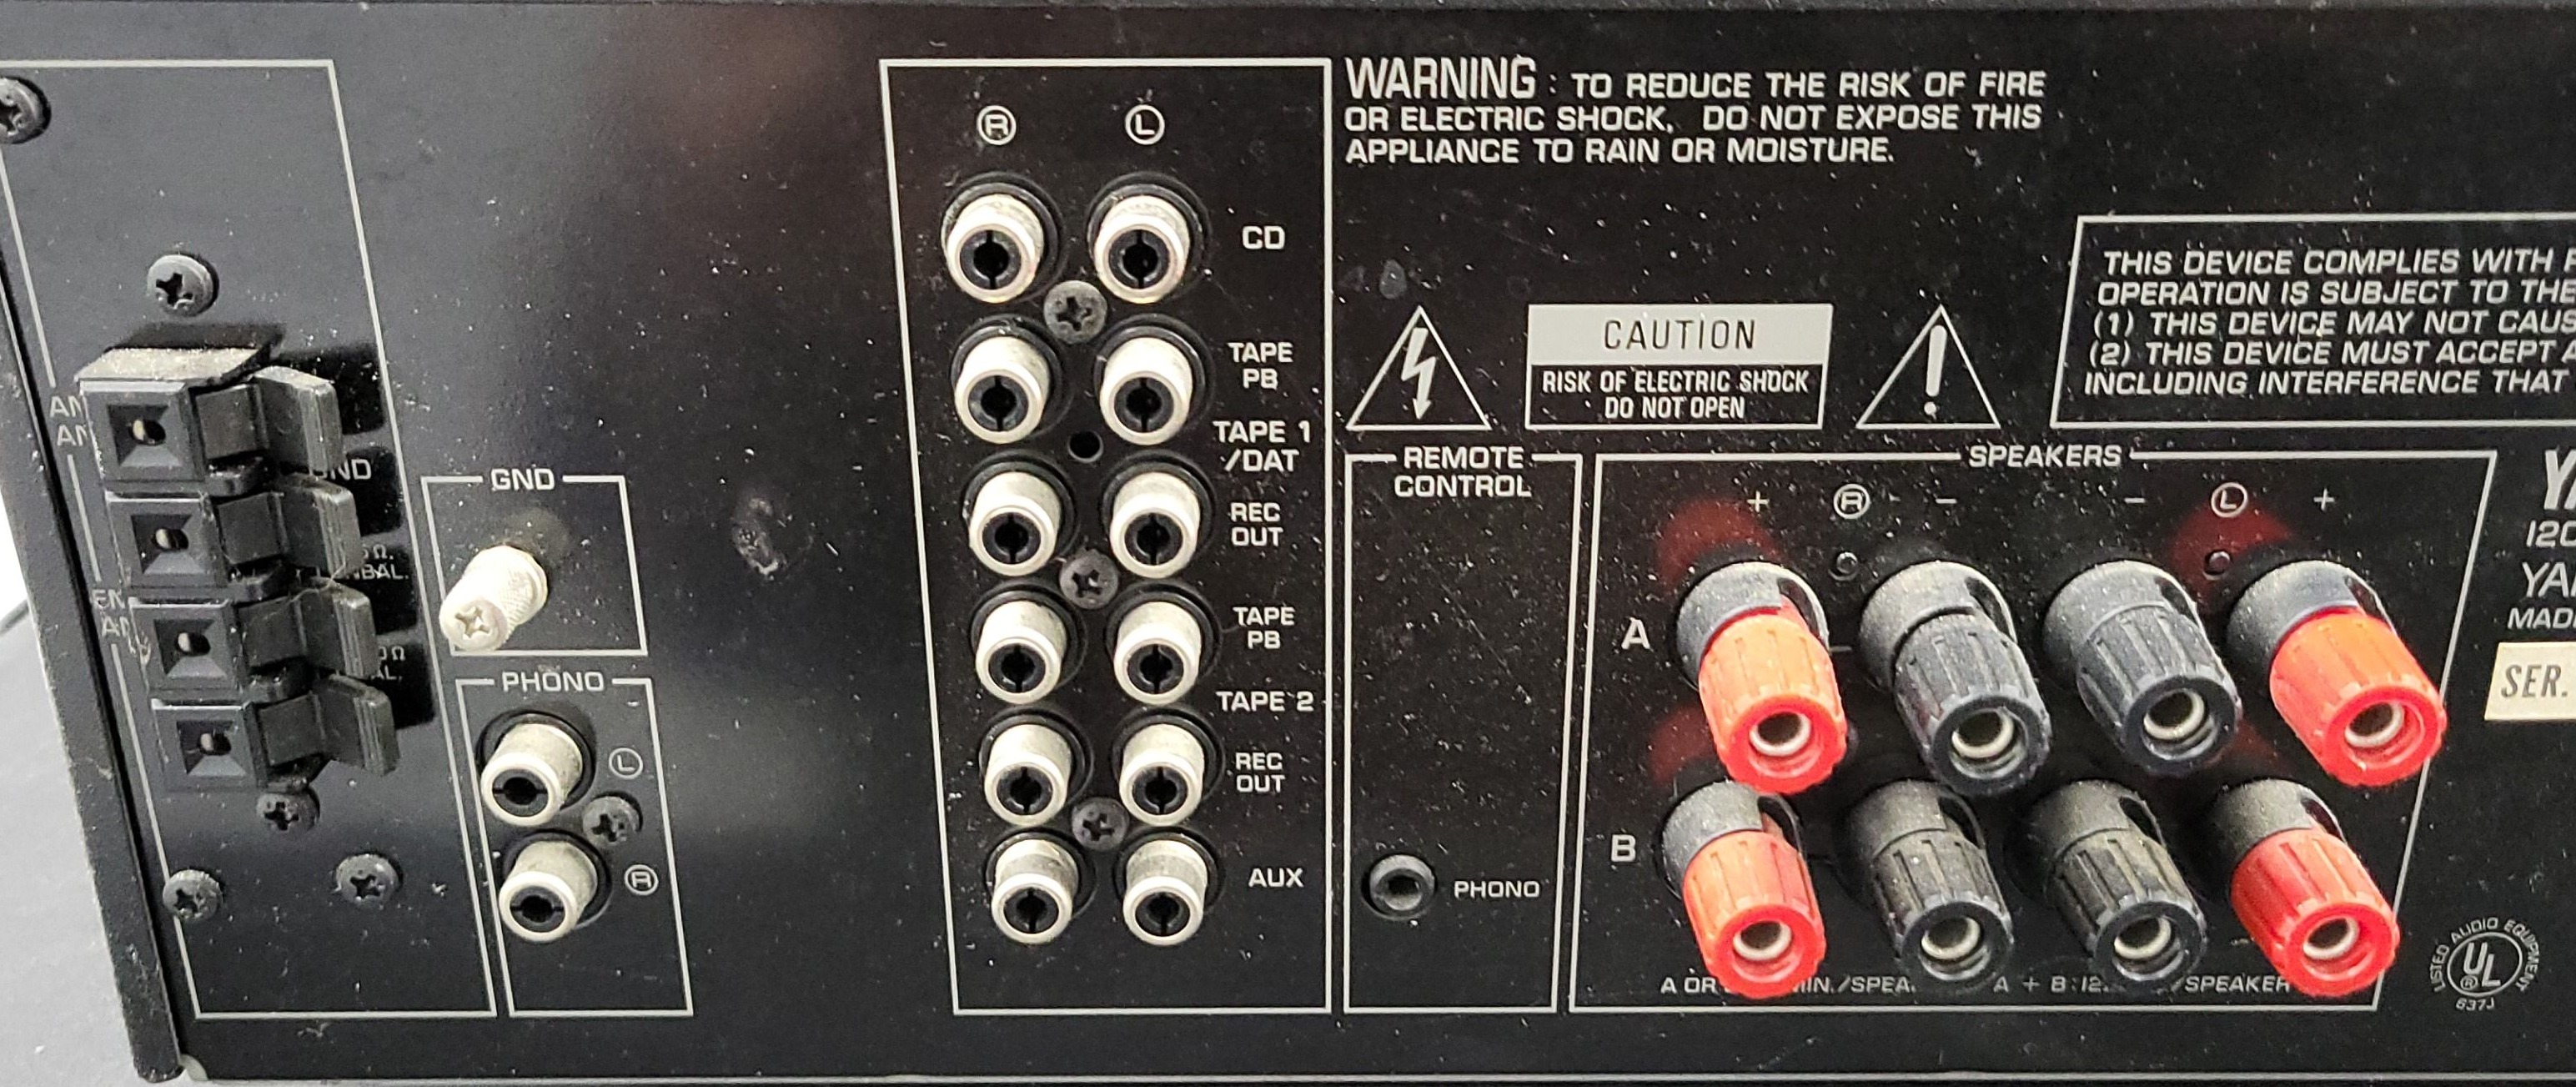 GND
GND
PHONO
L
R
R L
CD
TAPE
PB
TAPE 1
/DAT
REC
OUT
TAPE
PB
TAPE 2
REC
OUT
AUX
WARNING : TO REDUCE THE RISK OF FIRE
OR ELECTRIC SHOCK, DO NOT EXPOSE THIS
APPLIANCE TO RAIN OR MOISTURE.
CAUTION
RISK OF ELECTRIC SHOCK
DO NOT OPEN
THIS DEVICE COMPLIES WITH
OPERATION IS SUBJECT TO THE
(1) THIS DEVICE MAY NOT
(2) THIS DEVICE MUST ACCEPT
INCLUDING INTERFERENCE THAT
REMOTE
CONTROL
PHONO
SPEAKERS
+ R - - L +
A
B
A OR MIN./ A + B : /SPEAKER
SER.
LISTED AUDIO EQUIPMENT
UL
®
637J